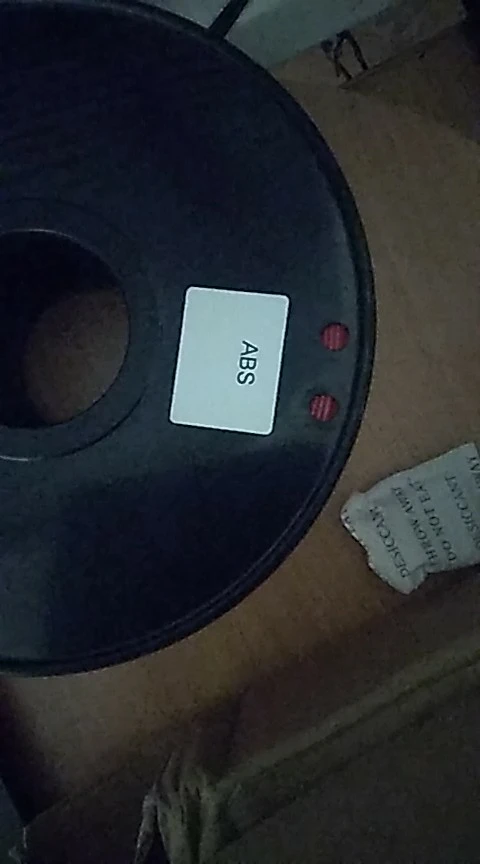 ABS
DESICCANT
THROW AWAY
DO NOT EAT
DESICCANT